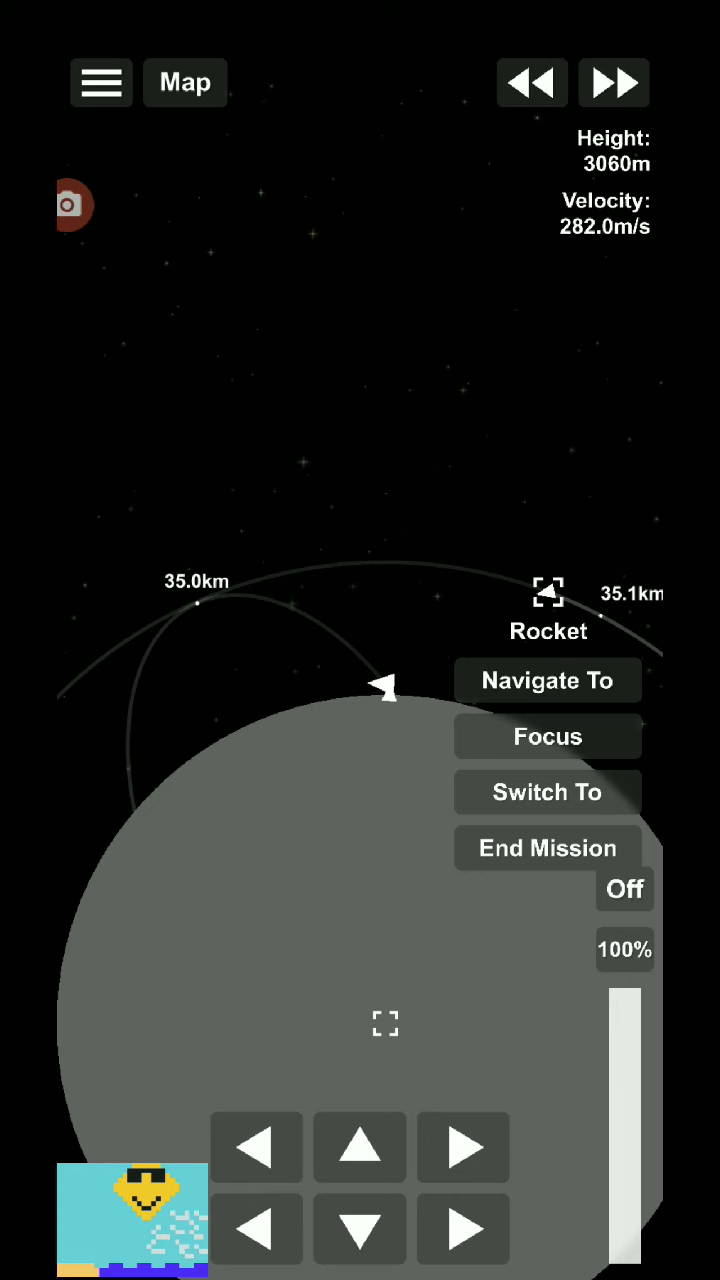 Map
Height:
3060m
Velocity:
282.0m/s
35.0km
35.1km
Rocket
Navigate To
Focus
Switch To
End Mission
Off
100%